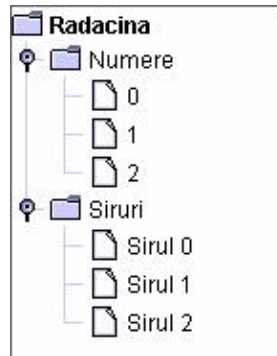 Radacina
Numere
0
1
2
Siruri
Sirul 0
Sirul 1
Sirul 2